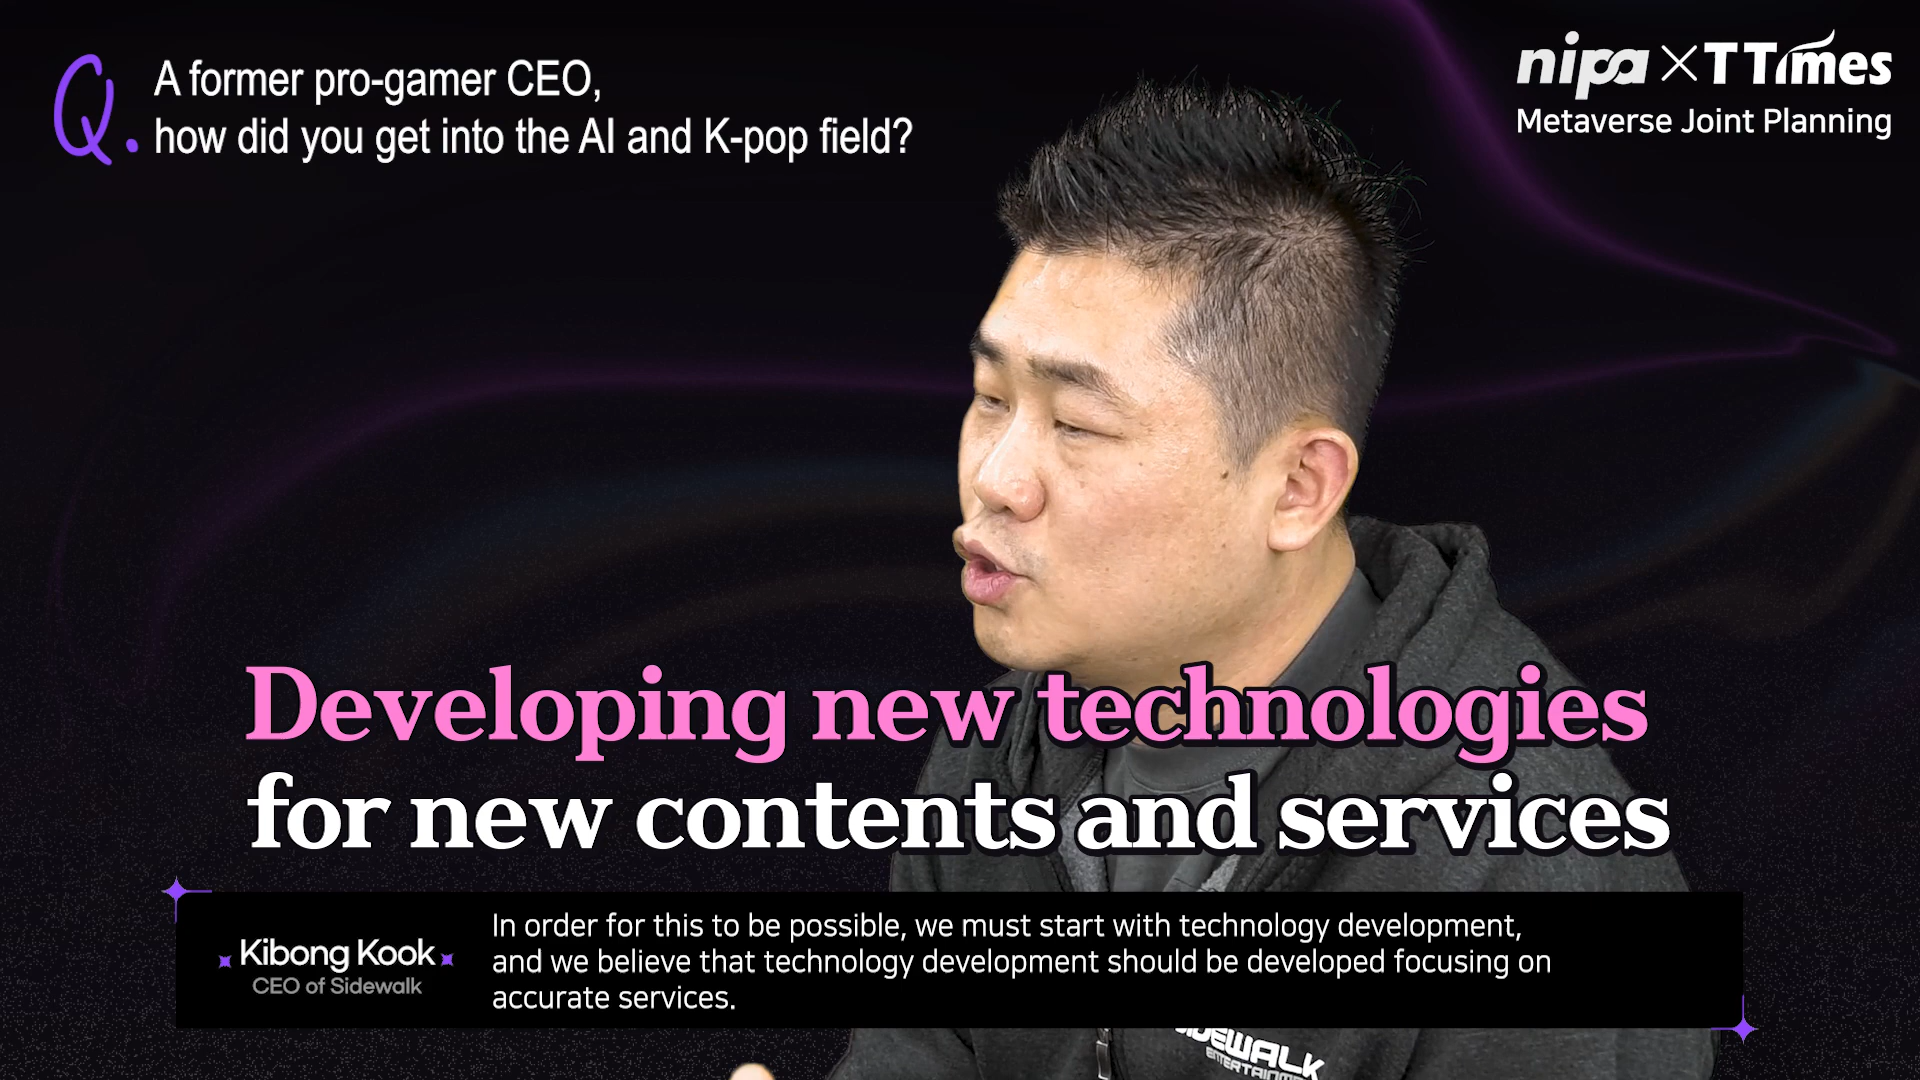 Q. A former pro-gamer CEO,
how did you get into the AI and K-pop field?
nipa × TTimes
Metaverse Joint Planning
Developing new technologies
for new contents and services
Kibong Kook
CEO of Sidewalk
In order for this to be possible, we must start with technology development,
and we believe that technology development should be developed focusing on
accurate services.